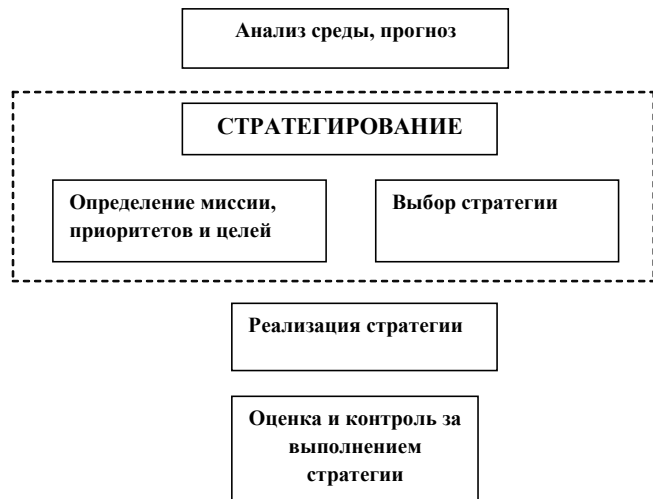 Анализ среды, прогноз
СТРАТЕГИРОВАНИЕ
Определение миссии,
приоритетов и целей
Выбор стратегии
Реализация стратегии
Оценка и контроль за
выполнением
стратегии